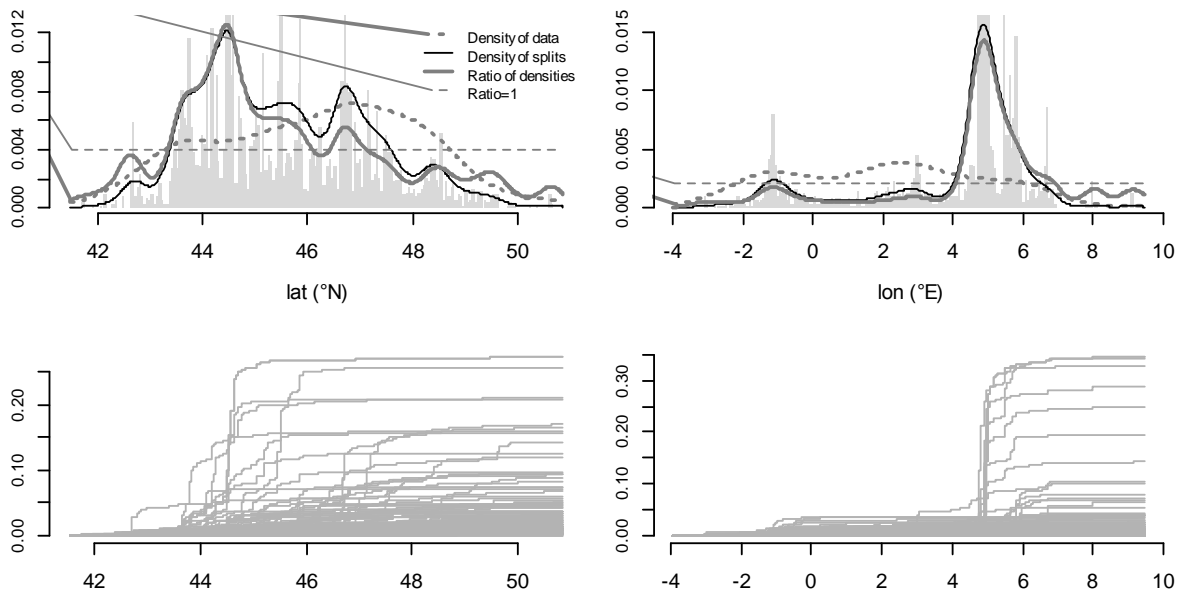 0.000 0.004 0.008 0.012
Density of data
Density of splits
Ratio of densities
Ratio=1
42 44 46 48 50
lat (°N)
0.000 0.005 0.010 0.015
-4 -2 0 2 4 6 8 10
lon (°E)
0.00 0.10 0.20
42 44 46 48 50
0.00 0.10 0.20 0.30
-4 -2 0 2 4 6 8 10